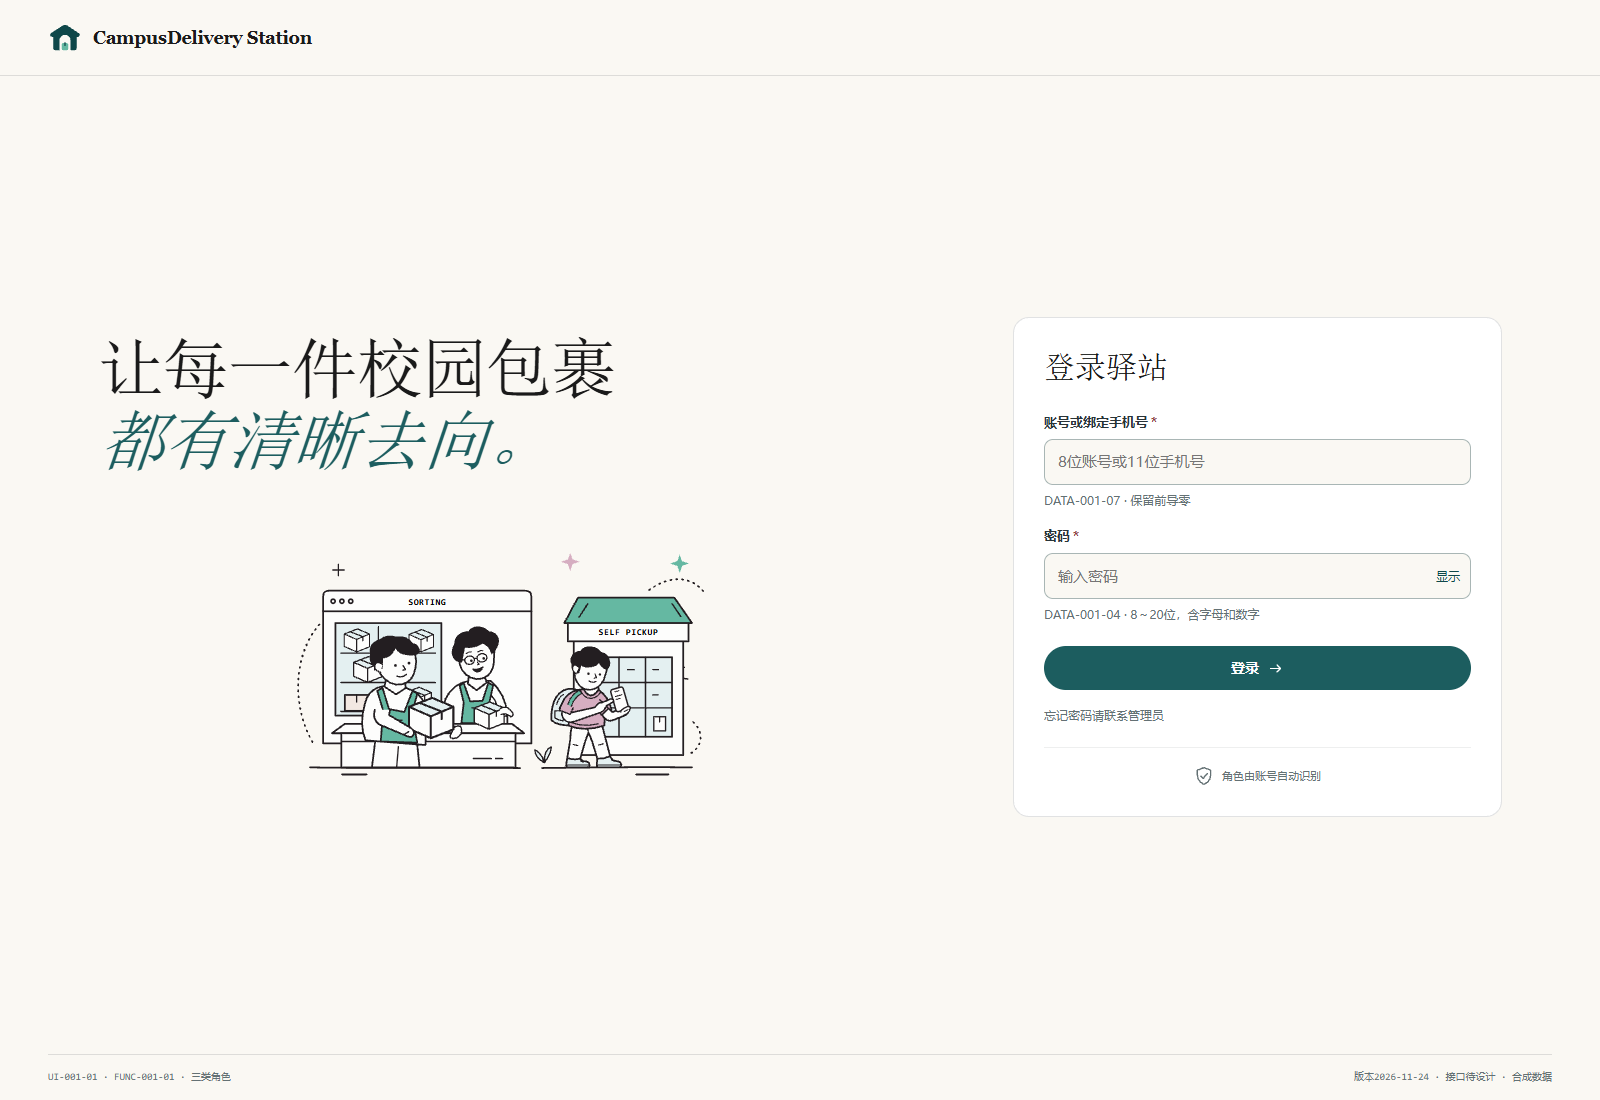 CampusDelivery Station
让每一件校园包裹
都有清晰去向。
SORTING
SELF PICKUP
登录驿站
账号或绑定手机号 *
8位账号或11位手机号
DATA-001-07 · 保留前导零
密码 *
输入密码
显示
DATA-001-04 · 8～20位，含字母和数字
登录 →
忘记密码请联系管理员
角色由账号自动识别
UI-001-01 · FUNC-001-01 · 三类角色
版本2026-11-24 · 接口待设计 · 合成数据